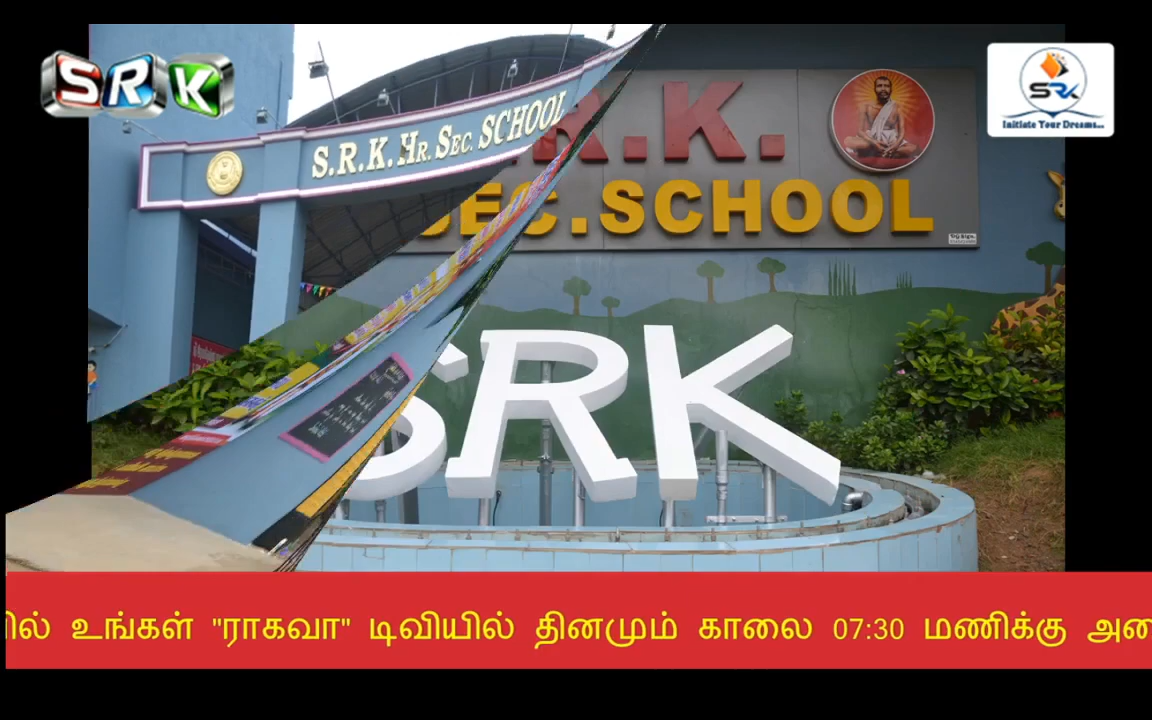 SRK
SRK
Initiate Your Dreams...
S.R.K. HR. SEC. SCHOOL
R.K.
SEC.SCHOOL
SRK
உங்கள் "ராகவா" டிவியில் தினமும் காலை 07:30 மணிக்கு